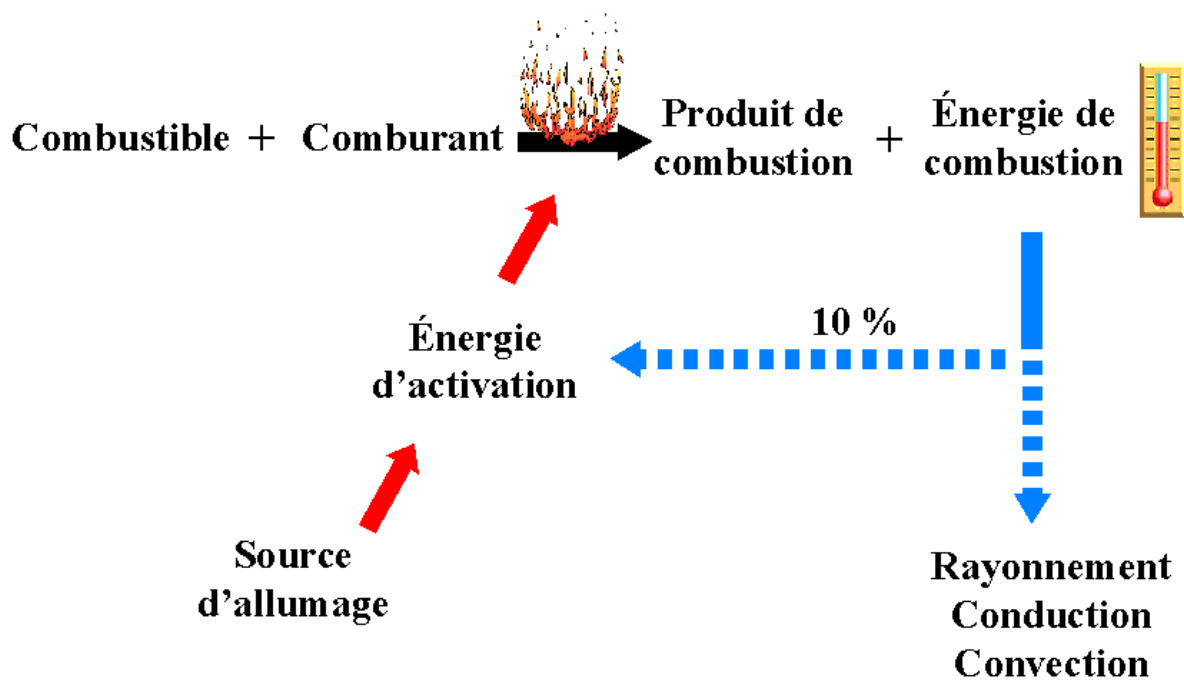 Combustible + Comburant
Produit de
combustion
+
Énergie de
combustion
10 %
Énergie
d’activation
Source
d’allumage
Rayonnement
Conduction
Convection